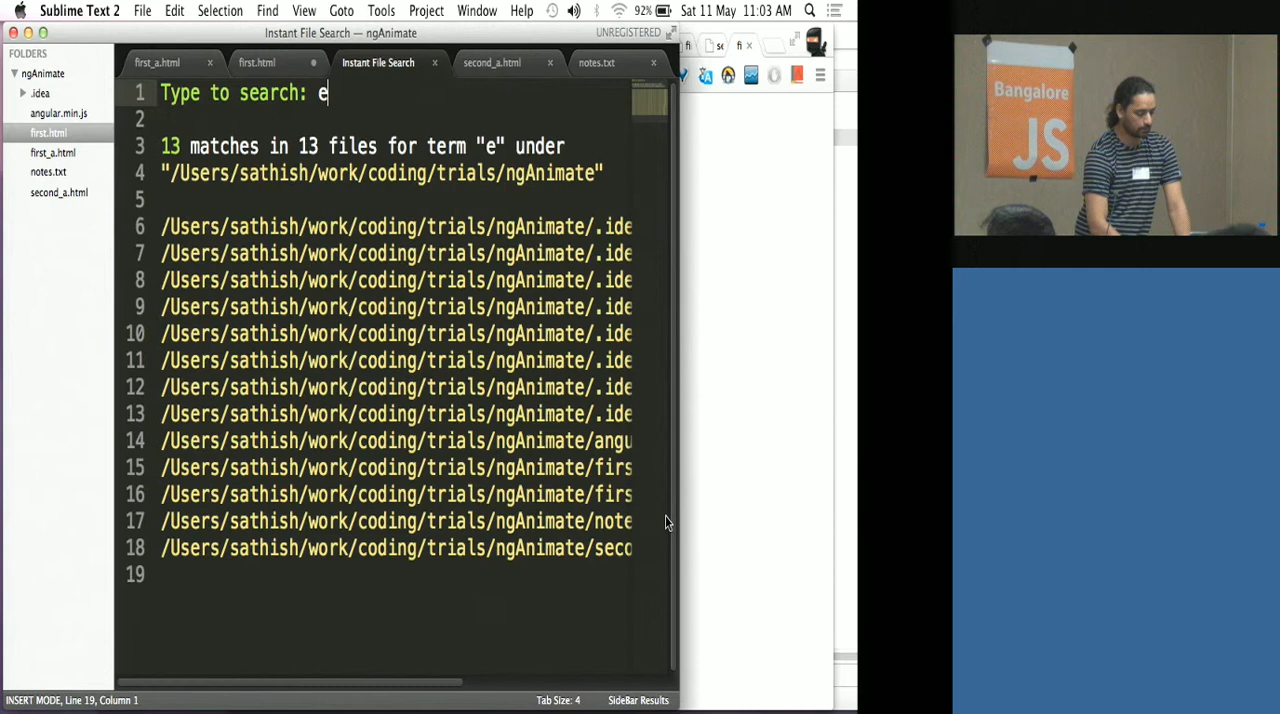 Sublime Text 2 File Edit Selection Find View Goto Tools Project Window Help 92% Sat 11 May 11:03 AM
Instant File Search — ngAnimate
UNREGISTERED
FOLDERS
ngAnimate
.idea
angular.min.js
first.html
first_a.html
notes.txt
second_a.html
first_a.html × first.html Instant File Search × second_a.html × notes.txt ×
fi
1 Type to search: e
2
3 13 matches in 13 files for term "e" under
4 "/Users/sathish/work/coding/trials/ngAnimate"
5
6 /Users/sathish/work/coding/trials/ngAnimate/.ide
7 /Users/sathish/work/coding/trials/ngAnimate/.ide
8 /Users/sathish/work/coding/trials/ngAnimate/.ide
9 /Users/sathish/work/coding/trials/ngAnimate/.ide
10 /Users/sathish/work/coding/trials/ngAnimate/.ide
11 /Users/sathish/work/coding/trials/ngAnimate/.ide
12 /Users/sathish/work/coding/trials/ngAnimate/.ide
13 /Users/sathish/work/coding/trials/ngAnimate/.ide
14 /Users/sathish/work/coding/trials/ngAnimate/angu
15 /Users/sathish/work/coding/trials/ngAnimate/firs
16 /Users/sathish/work/coding/trials/ngAnimate/firs
17 /Users/sathish/work/coding/trials/ngAnimate/note
18 /Users/sathish/work/coding/trials/ngAnimate/seco
19
INSERT MODE, Line 19, Column 1
Tab Size: 4
SideBar Results
Bangalore
JS